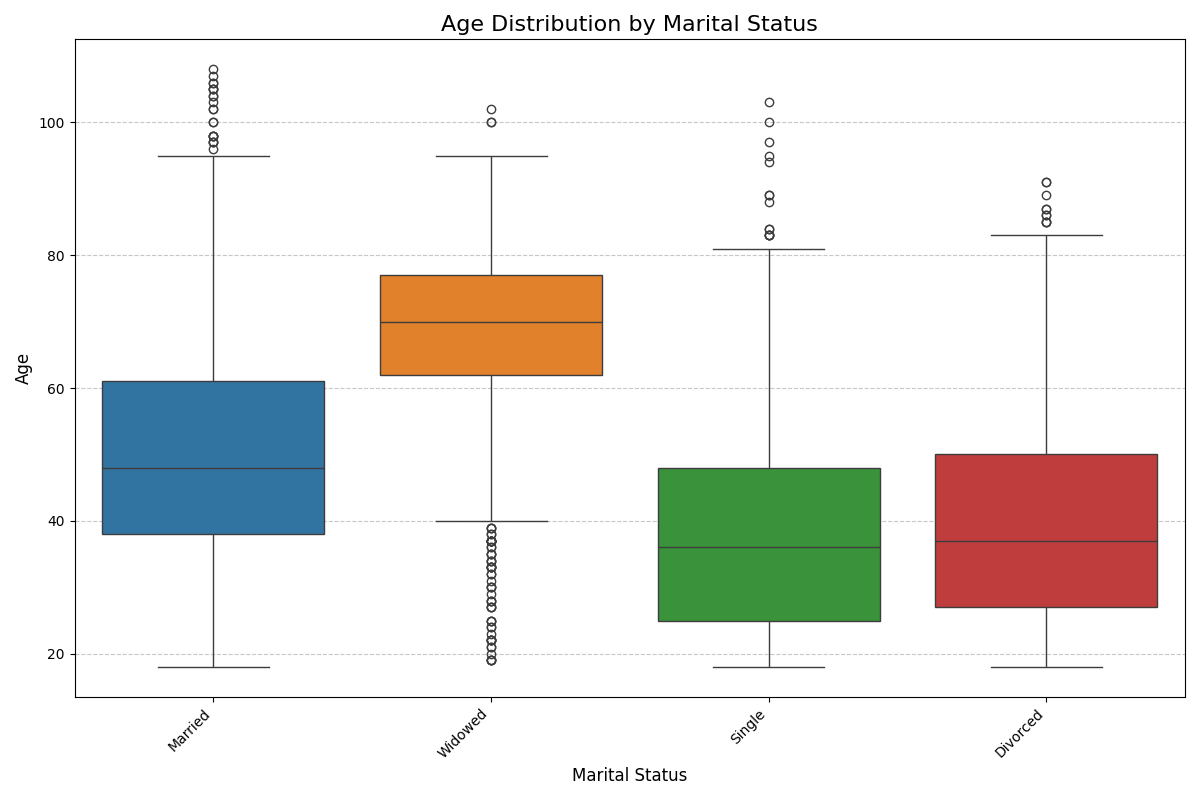 Age Distribution by Marital Status
Age
100
80
60
40
20
Married
Widowed
Single
Divorced
Marital Status